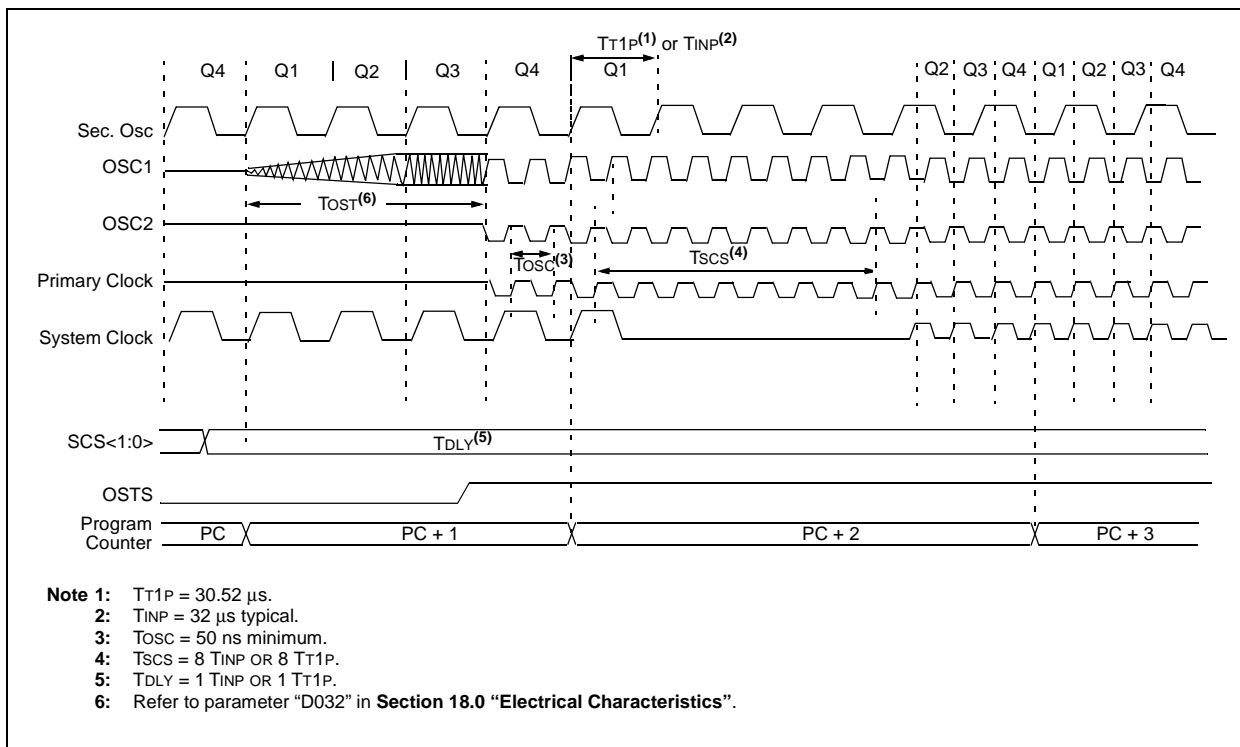 TT1P(1) or TINP(2)
Q4 Q1 Q2 Q3 Q4 Q1 Q2 Q3 Q4 Q1 Q2 Q3 Q4
Sec. Osc
OSC1
TOST(6)
OSC2
TOSC(3) TSCS(4)
Primary Clock
System Clock
SCS<1:0> TDLY(5)
OSTS
Program Counter PC PC + 1 PC + 2 PC + 3
Note 1: TT1P = 30.52 μs.
2: TINP = 32 μs typical.
3: TOSC = 50 ns minimum.
4: TSCS = 8 TINP OR 8 TT1P.
5: TDLY = 1 TINP OR 1 TT1P.
6: Refer to parameter “D032” in Section 18.0 “Electrical Characteristics”.